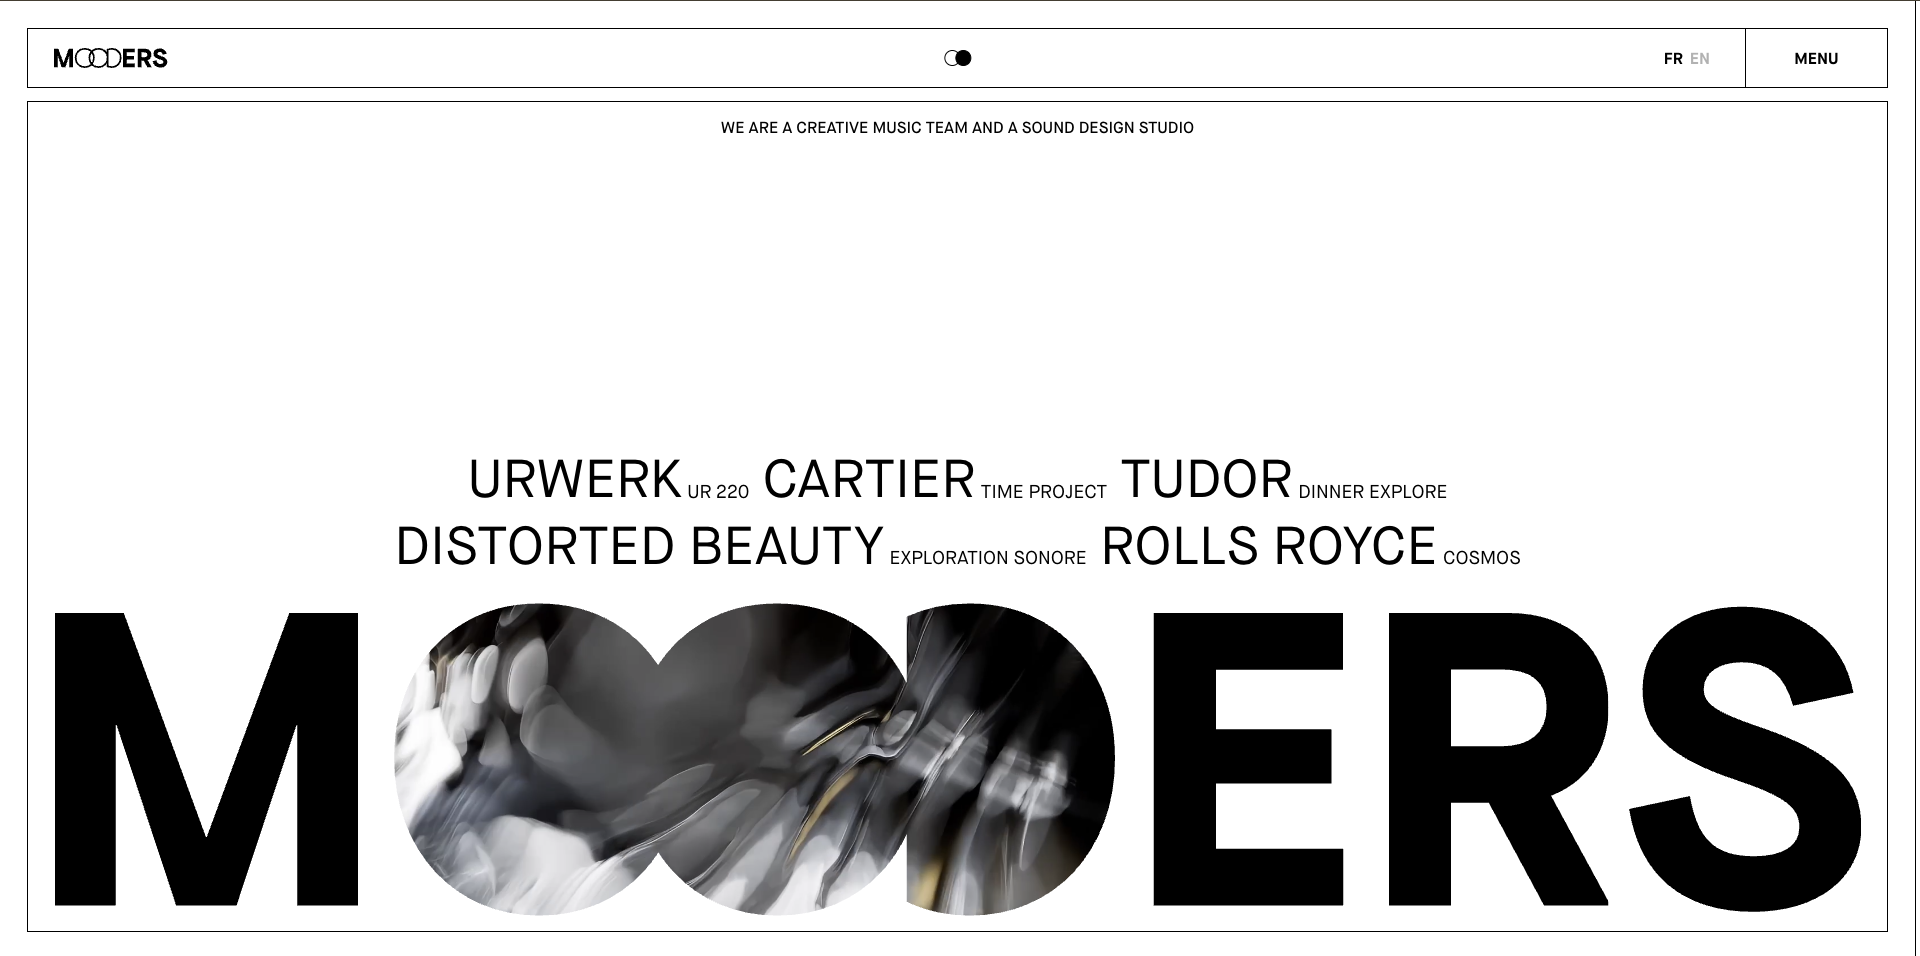 MOODERS
FR EN
MENU
WE ARE A CREATIVE MUSIC TEAM AND A SOUND DESIGN STUDIO
URWERK UR 220 CARTIER TIME PROJECT TUDOR DINNER EXPLORE
DISTORTED BEAUTY EXPLORATION SONORE ROLLS ROYCE COSMOS
MOODERS